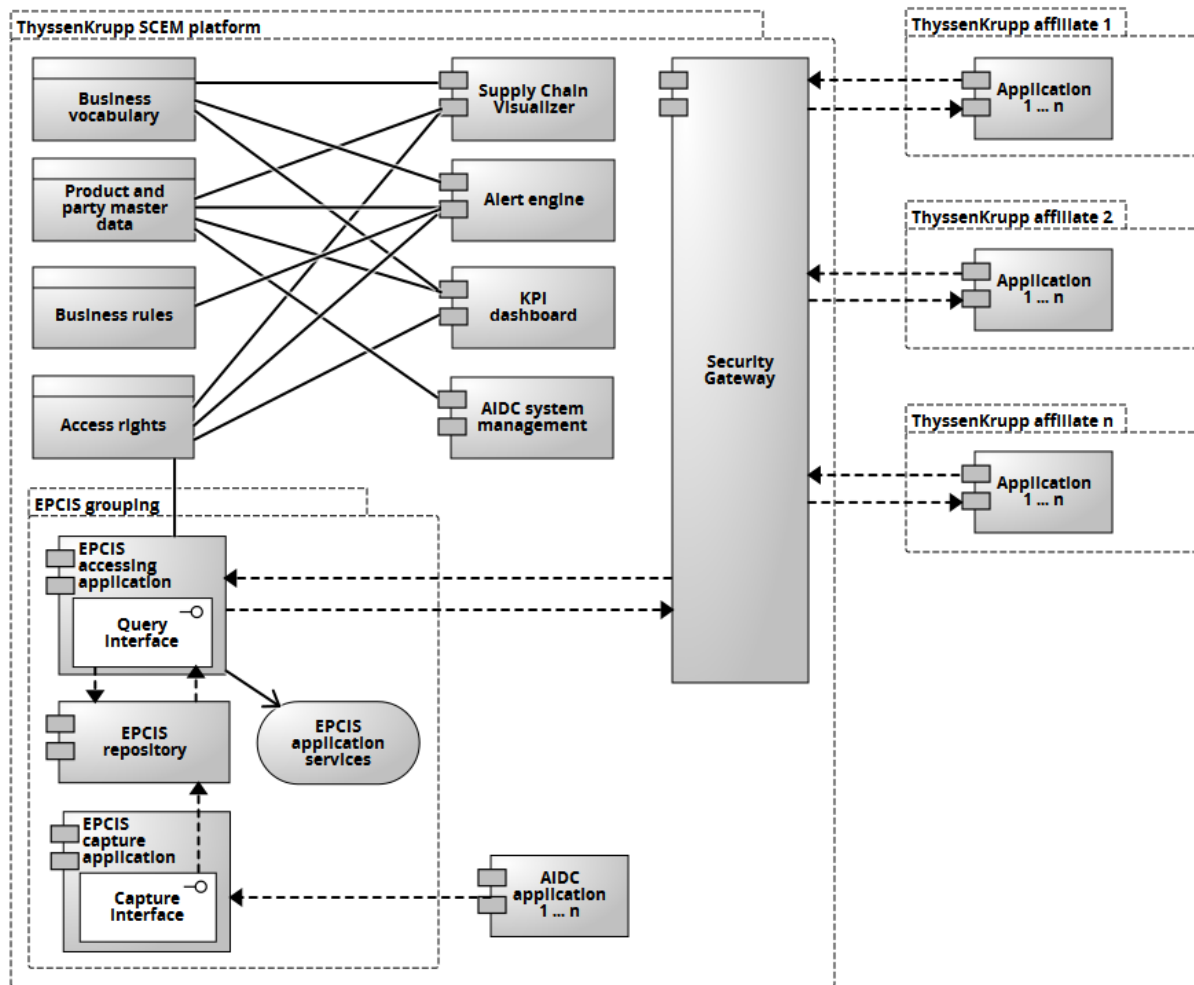 ThyssenKrupp SCEM platform
Business
vocabulary
Product and
party master
data
Business rules
Access rights
Supply Chain
Visualizer
Alert engine
KPI
dashboard
AIDC system
management
Security
Gateway
ThyssenKrupp affiliate 1
Application
1 ... n
ThyssenKrupp affiliate 2
Application
1 ... n
ThyssenKrupp affiliate n
Application
1 ... n
EPCIS grouping
EPCIS
accessing
application
Query
Interface
EPCIS
repository
EPCIS
application
services
EPCIS
capture
application
Capture
Interface
AIDC
application
1 ... n